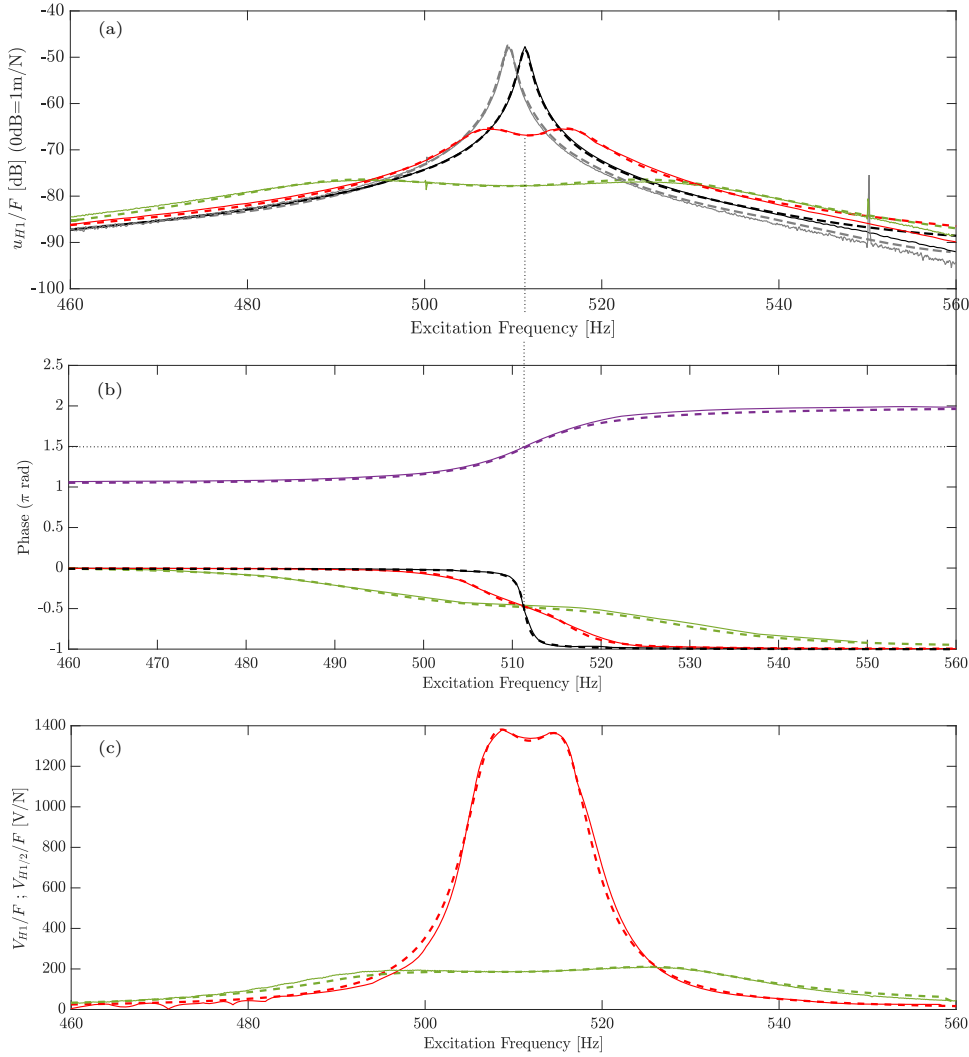 (a)
u_{H1}/F [dB] (0dB=1m/N)
-40
-50
-60
-70
-80
-90
-100
460 480 500 520 540 560
Excitation Frequency [Hz]
(b)
Phase (π rad)
2.5
2
1.5
1
0.5
0
-0.5
-1
460 470 480 490 500 510 520 530 540 550 560
Excitation Frequency [Hz]
(c)
V_{H1}/F ; V_{H1/2}/F [V/N]
1400
1200
1000
800
600
400
200
0
460 480 500 520 540 560
Excitation Frequency [Hz]